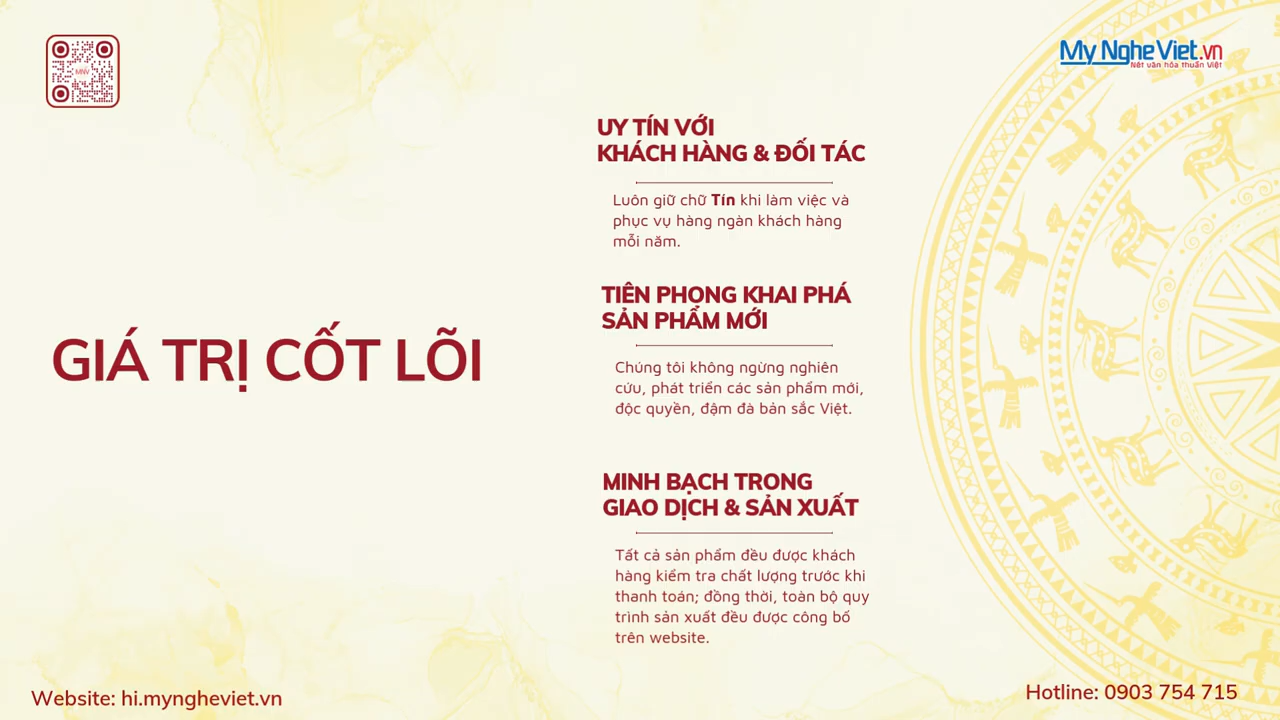 MNV
My Nghe Viet.vn
Nét văn hóa thuần Việt
GIÁ TRỊ CỐT LÕI
UY TÍN VỚI
KHÁCH HÀNG & ĐỐI TÁC
Luôn giữ chữ Tín khi làm việc và
phục vụ hàng ngàn khách hàng
mỗi năm.
TIÊN PHONG KHAI PHÁ
SẢN PHẨM MỚI
Chúng tôi không ngừng nghiên
cứu, phát triển các sản phẩm mới,
độc quyền, đậm đà bản sắc Việt.
MINH BẠCH TRONG
GIAO DỊCH & SẢN XUẤT
Tất cả sản phẩm đều được khách
hàng kiểm tra chất lượng trước khi
thanh toán; đồng thời, toàn bộ quy
trình sản xuất đều được công bố
trên website.
Website: hi.myngheviet.vn
Hotline: 0903 754 715